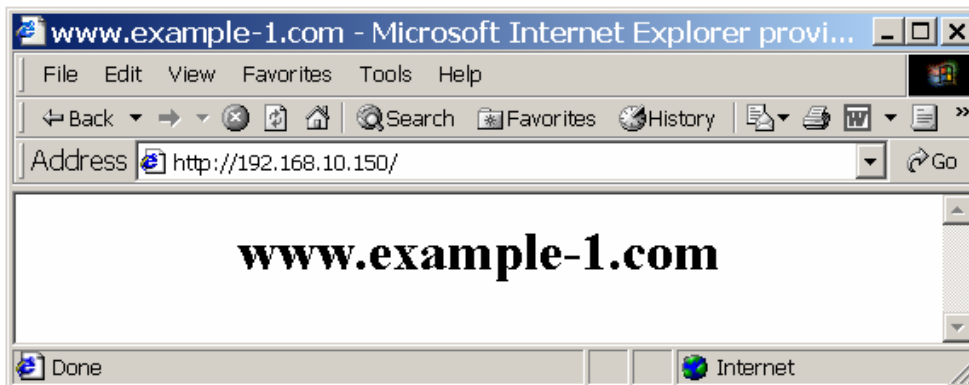 www.example-1.com - Microsoft Internet Explorer provi...
File Edit View Favorites Tools Help
Back Search Favorites History W »
Address http://192.168.10.150/ Go
www.example-1.com
Done Internet